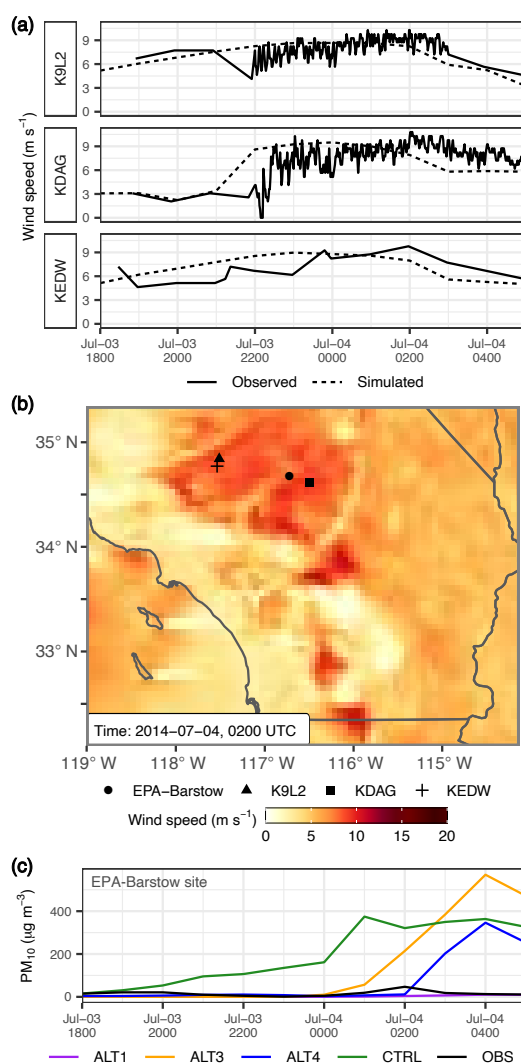 (a)
K9L2
9
6
3
0
Wind speed (m s⁻¹)
KDAG
9
6
3
0
KEDW
9
6
3
0
Jul−03 1800
Jul−03 2000
Jul−03 2200
Jul−04 0000
Jul−04 0200
Jul−04 0400
Observed Simulated
(b)
35° N
34° N
33° N
Time: 2014−07−04, 0200 UTC
119° W 118° W 117° W 116° W 115° W
EPA−Barstow K9L2 KDAG KEDW
Wind speed (m s⁻¹)
0 5 10 15 20
(c)
EPA−Barstow site
PM₁₀ (μg m⁻³)
400
200
0
Jul−03 1800
Jul−03 2000
Jul−03 2200
Jul−04 0000
Jul−04 0200
Jul−04 0400
ALT1 ALT3 ALT4 CTRL OBS